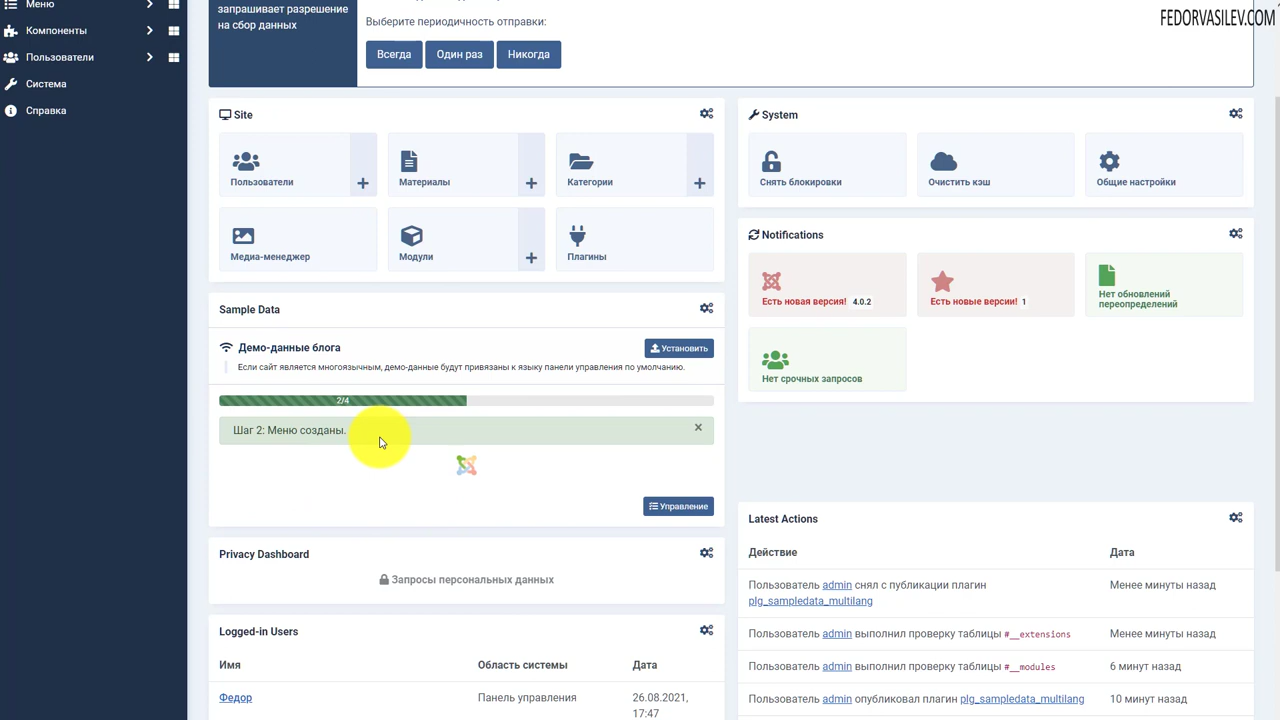 FEDORVASILEV.COM
Меню
Компоненты
Пользователи
Система
Справка
запрашивает разрешение
на сбор данных
Выберите периодичность отправки:
Всегда
Один раз
Никогда
Site
Пользователи
Материалы
Категории
Медиа-менеджер
Модули
Плагины
Sample Data
Демо-данные блога
Установить
Если сайт является многоязычным, демо-данные будут привязаны к языку панели управления по умолчанию.
2/4
Шаг 2: Меню созданы.
Управление
Privacy Dashboard
Запросы персональных данных
Logged-in Users
Имя Область системы Дата
Федор Панель управления 26.08.2021,
17:47
System
Снять блокировки
Очистить кэш
Общие настройки
Notifications
Есть новая версия! 4.0.2
Есть новые версии! 1
Нет обновлений
переопределений
Нет срочных запросов
Latest Actions
Действие Дата
Пользователь admin снял с публикации плагин Менее минуты назад
plg_sampledata_multilang
Пользователь admin выполнил проверку таблицы #__extensions Менее минуты назад
Пользователь admin выполнил проверку таблицы #__modules 6 минут назад
Пользователь admin опубликовал плагин plg_sampledata_multilang 10 минут назад